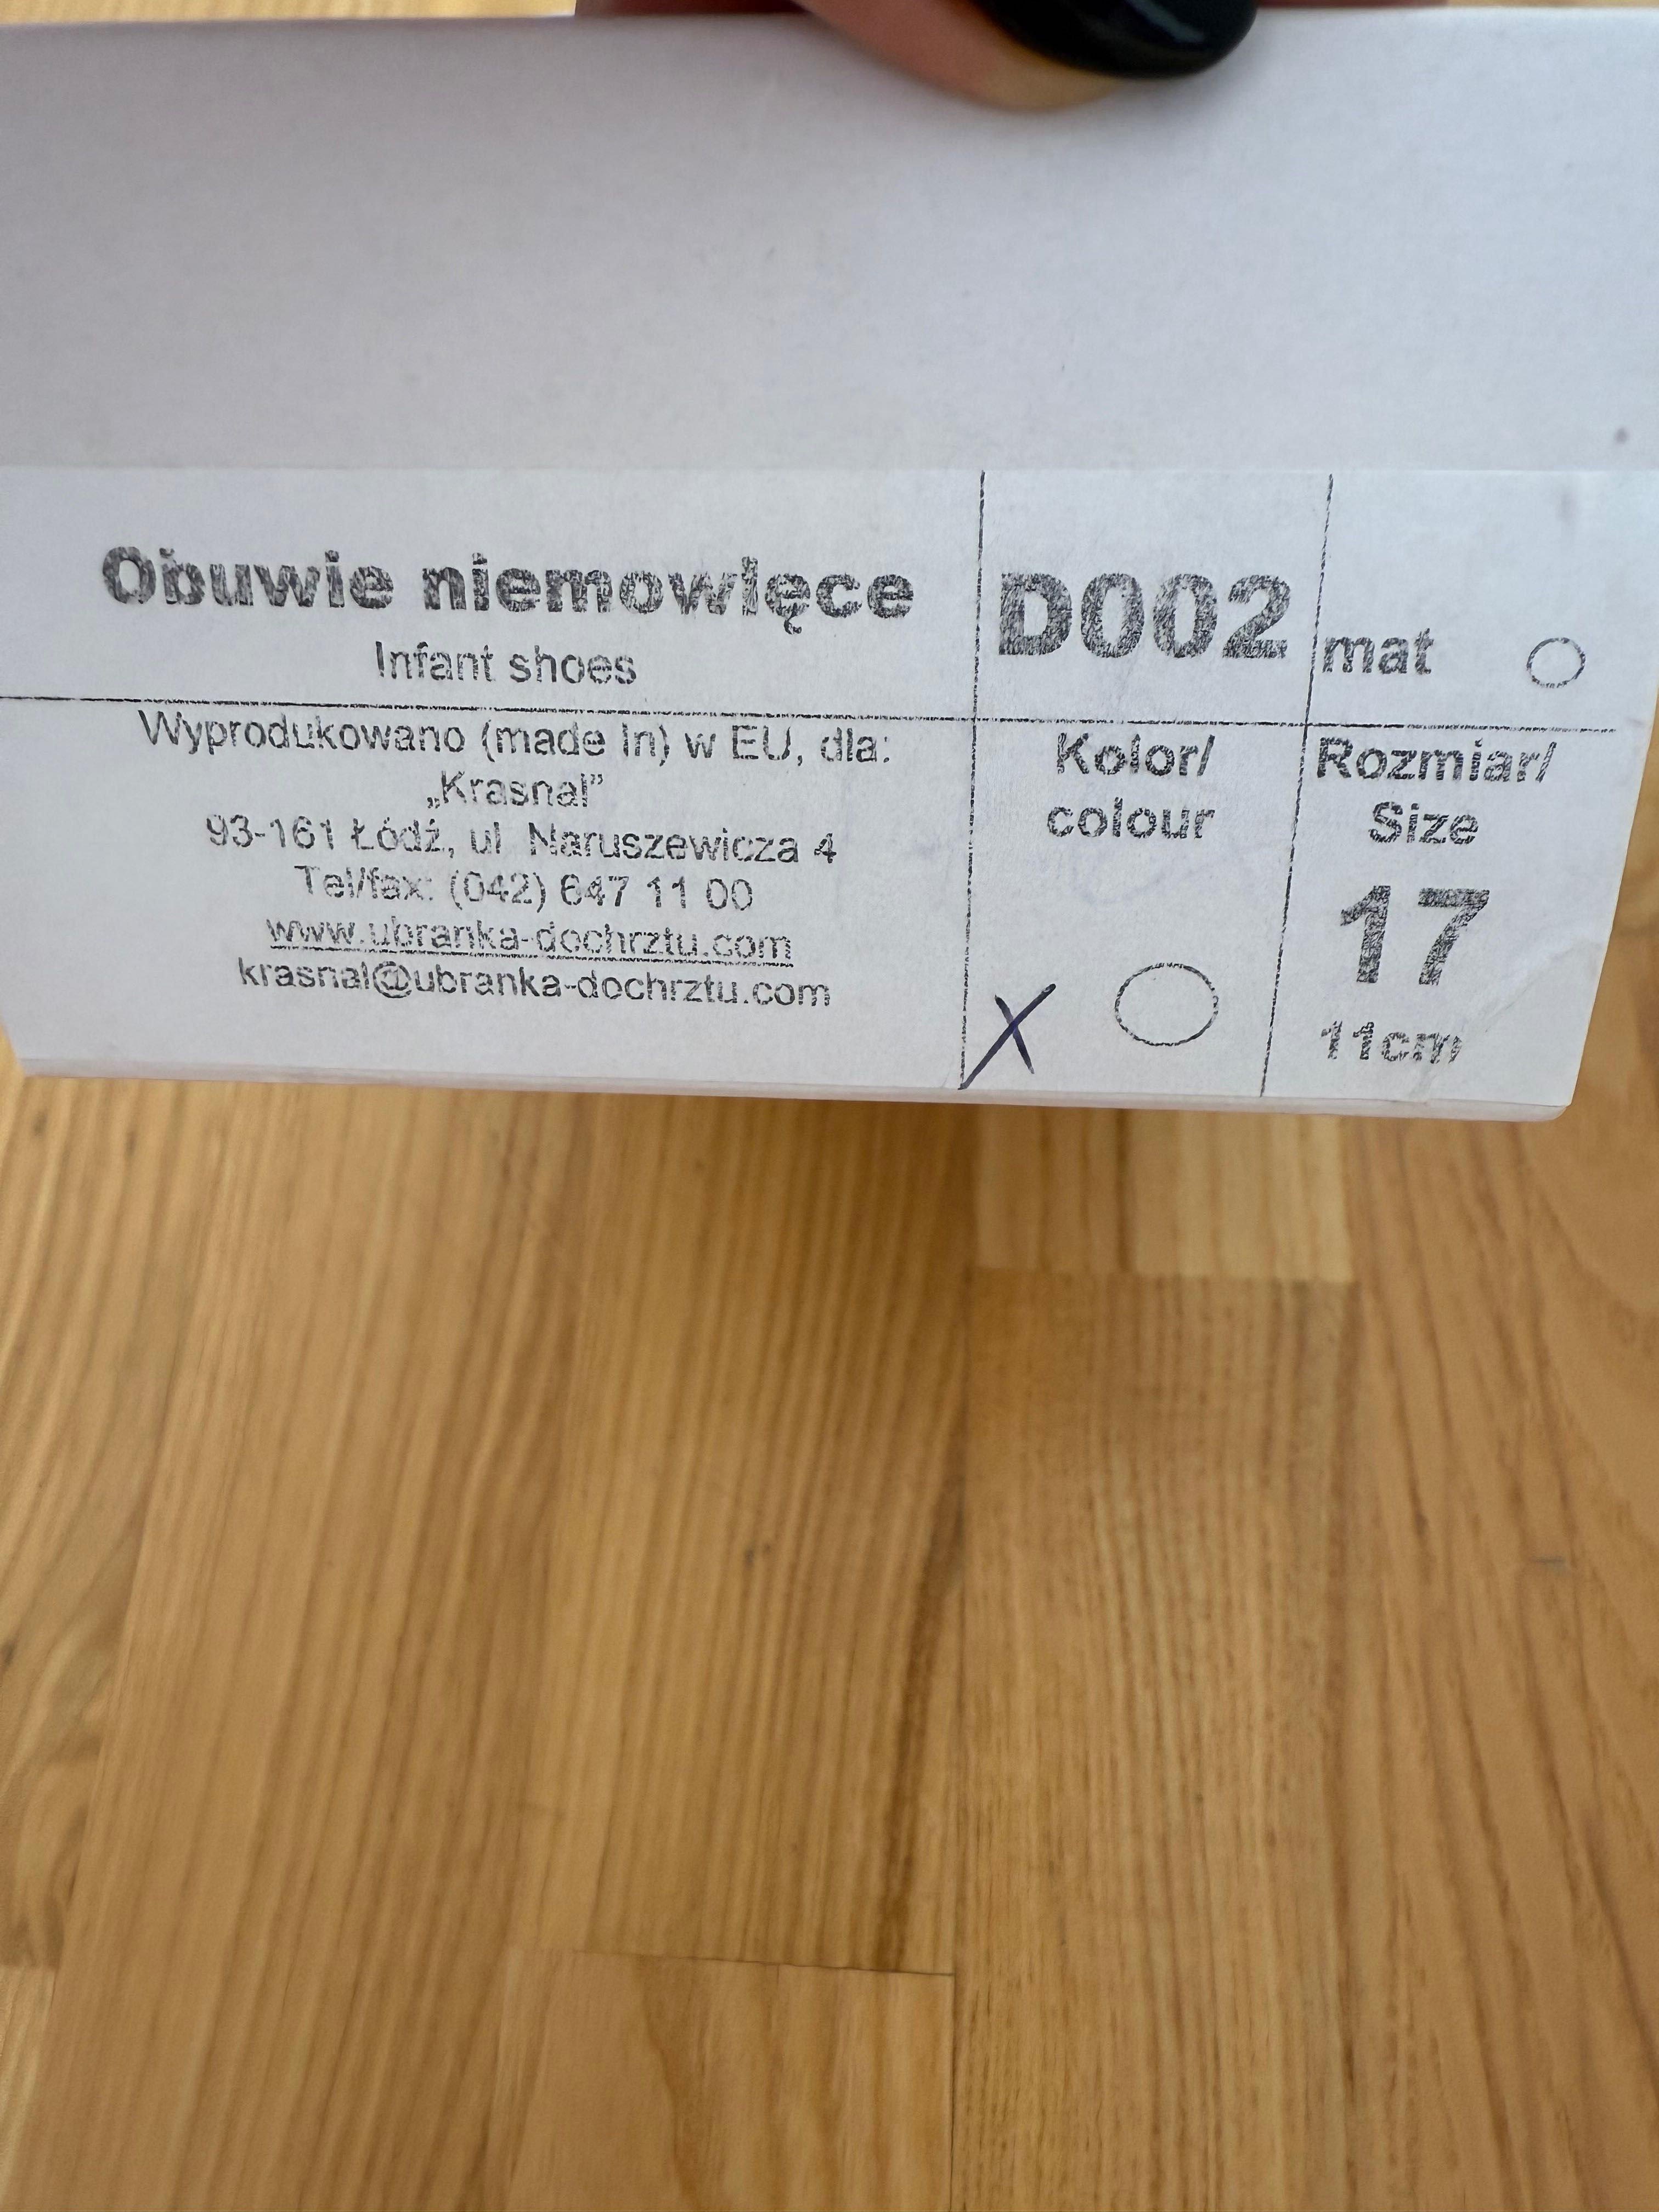 Obuwie niemowlęce
Infant shoes
D002
mat
Wyprodukowano (made in) w EU, dla:
„Krasnal”
93-161 Łódź, ul Naruszewicza 4
Tel/fax: (042) 647 11 00
www.ubranka-dochrztu.com
krasnal@ubranka-dochrztu.com
Kolor/
colour
X
Rozmiar/
Size
17
11cm